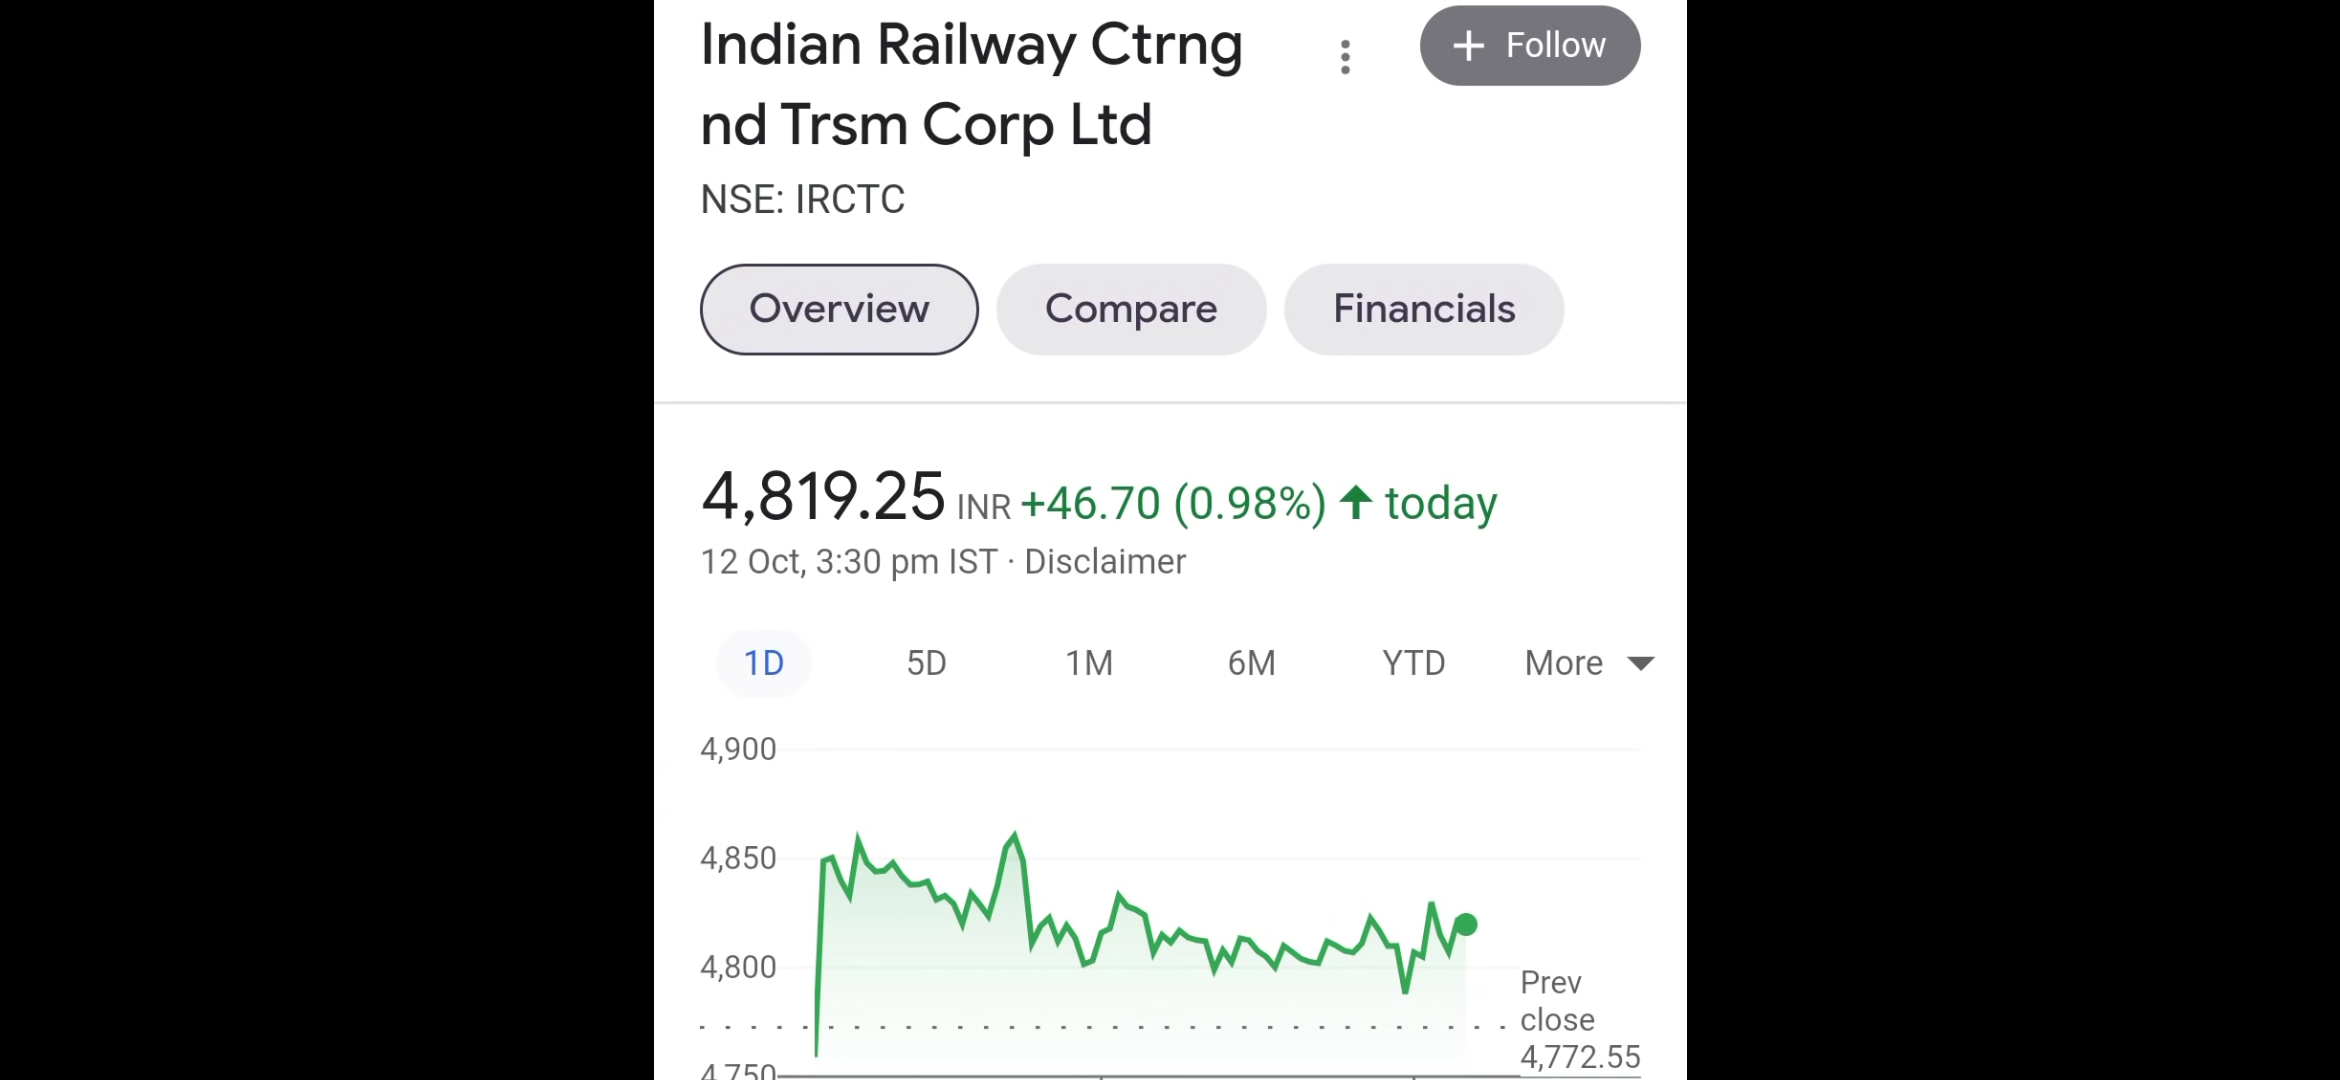 Indian Railway Ctrng
nd Trsm Corp Ltd
+ Follow
NSE: IRCTC
Overview Compare Financials
4,819.25 INR +46.70 (0.98%) ↑ today
12 Oct, 3:30 pm IST · Disclaimer
1D 5D 1M 6M YTD More
4,900
4,850
4,800
4,750
Prev
close
4,772.55